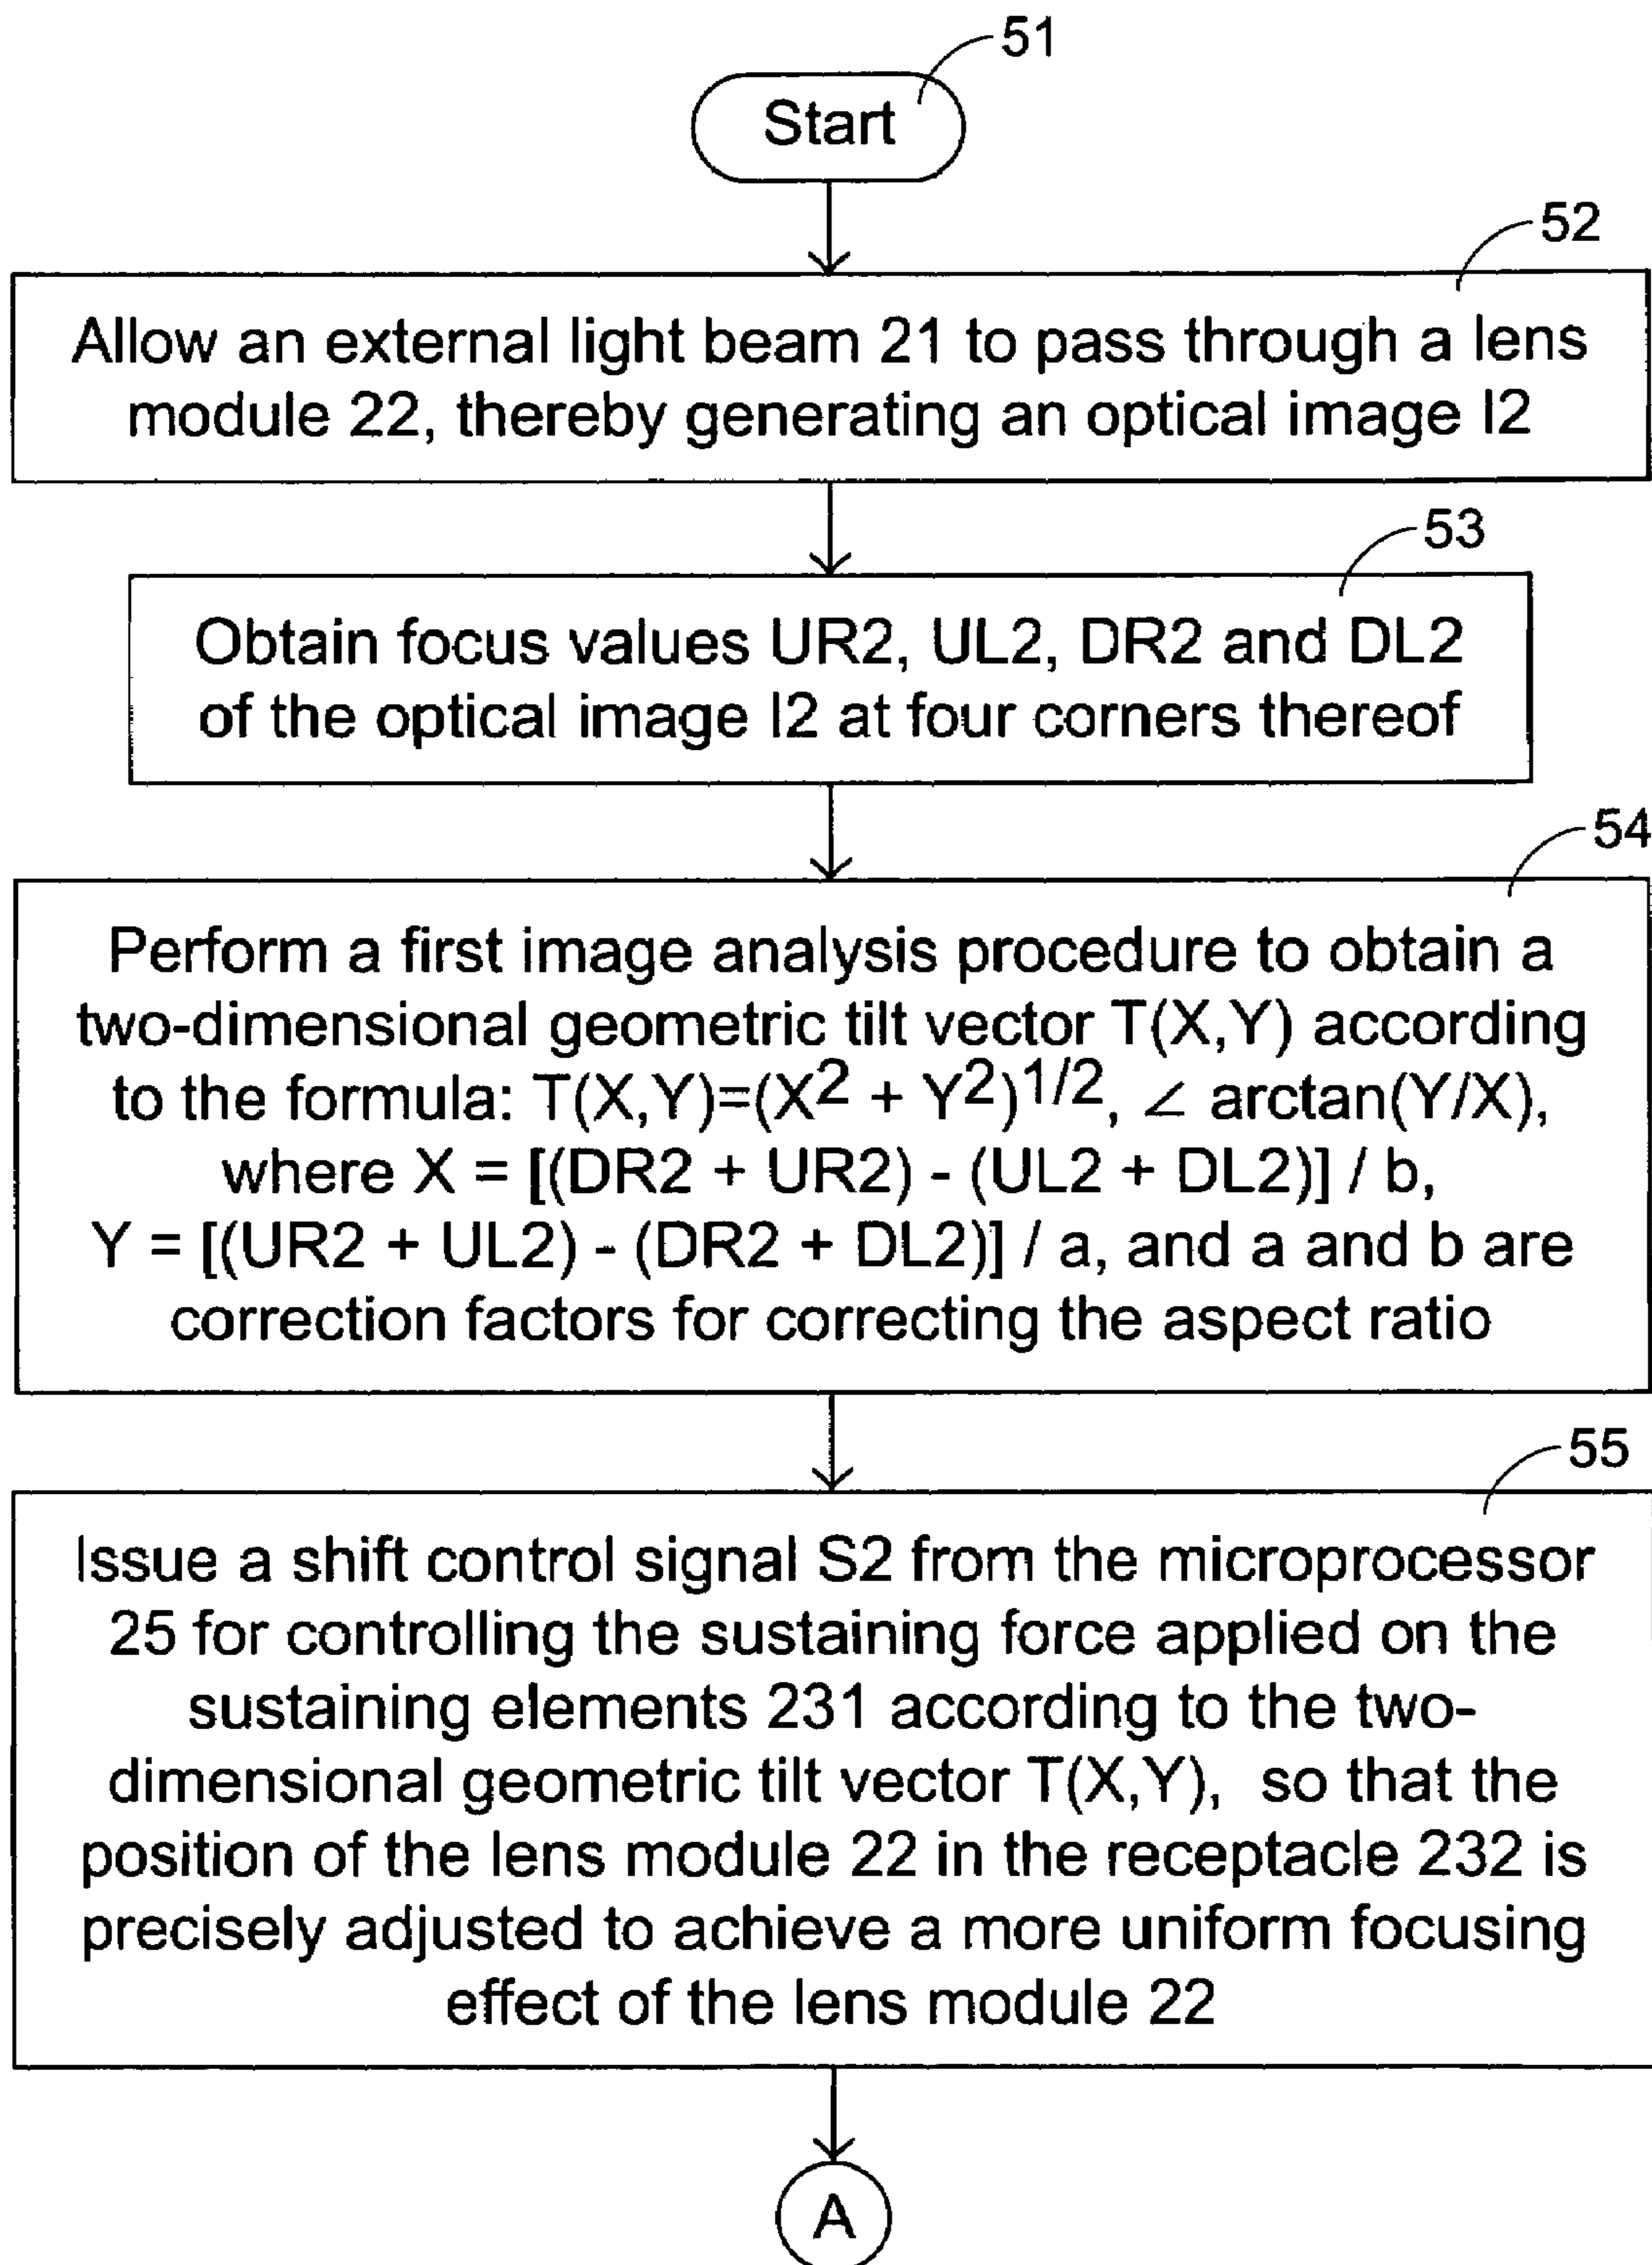 51
Start
52
Allow an external light beam 21 to pass through a lens
module 22, thereby generating an optical image I2
53
Obtain focus values UR2, UL2, DR2 and DL2
of the optical image I2 at four corners thereof
54
Perform a first image analysis procedure to obtain a
two-dimensional geometric tilt vector T(X,Y) according
to the formula: T(X,Y)=(X² + Y²)^1/2, ∠ arctan(Y/X),
where X = [(DR2 + UR2) - (UL2 + DL2)] / b,
Y = [(UR2 + UL2) - (DR2 + DL2)] / a, and a and b are
correction factors for correcting the aspect ratio
55
Issue a shift control signal S2 from the microprocessor
25 for controlling the sustaining force applied on the
sustaining elements 231 according to the two-
dimensional geometric tilt vector T(X,Y), so that the
position of the lens module 22 in the receptacle 232 is
precisely adjusted to achieve a more uniform focusing
effect of the lens module 22
A